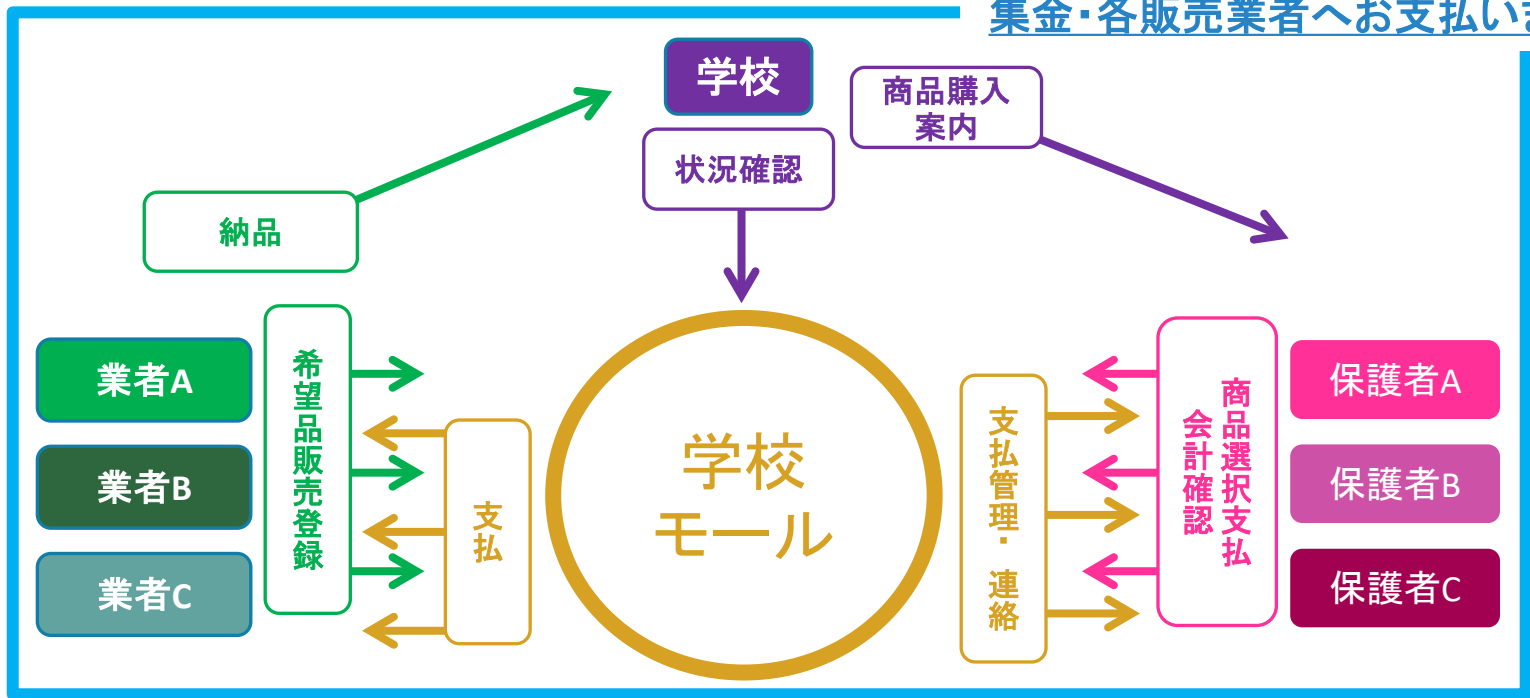 集金・各販売業者へお支払いま
学校
商品購入
案内
状況確認
納品
業者A
業者B
業者C
希望品販売登録
支払
学校
モール
支払管理・連絡
商品選択支払
会計確認
保護者A
保護者B
保護者C